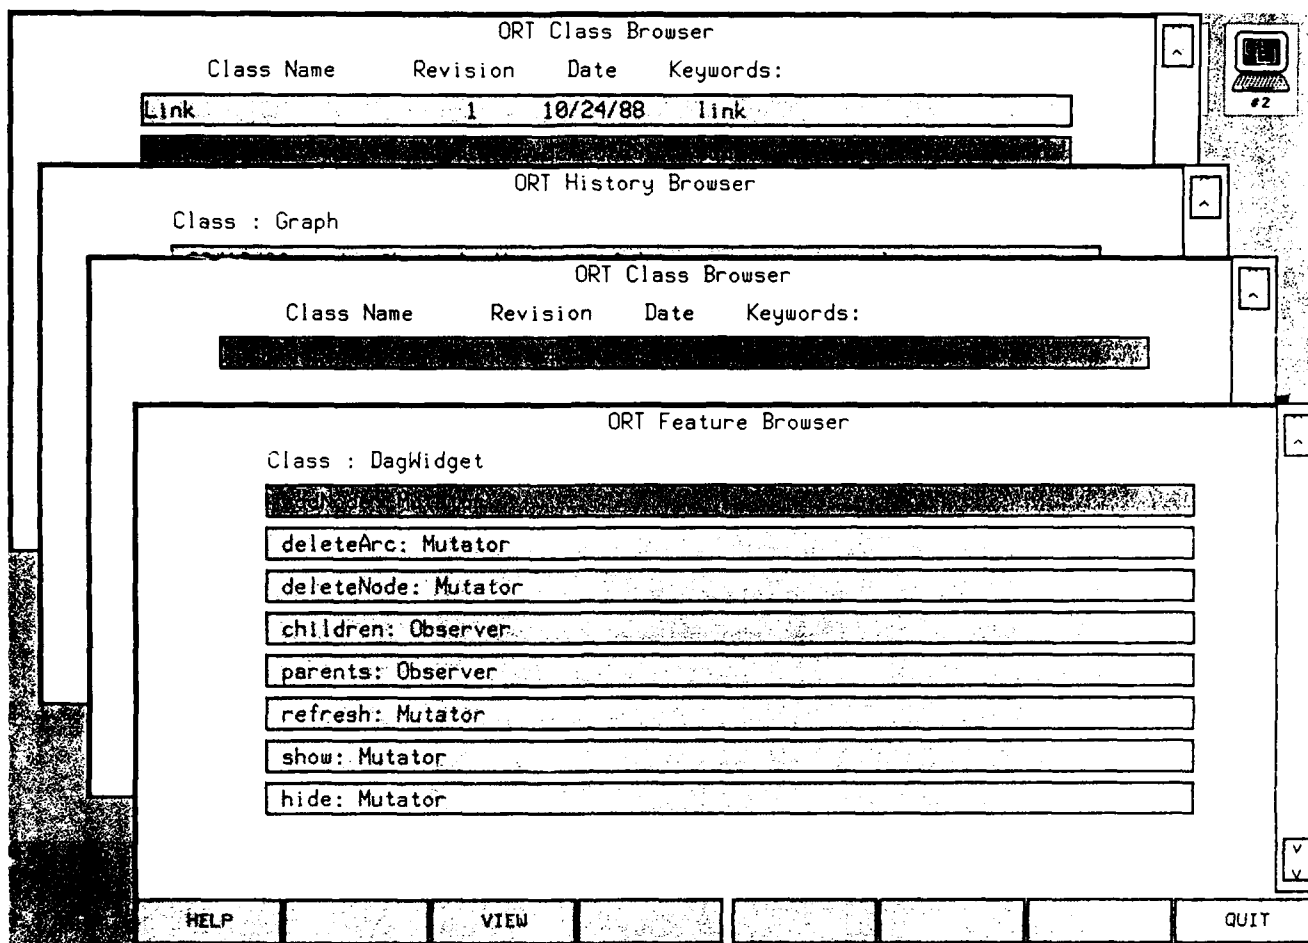 ORT Class Browser
Class Name Revision Date Keywords:
Link 1 10/24/88 link
#2
ORT History Browser
Class : Graph
ORT Class Browser
Class Name Revision Date Keywords:
ORT Feature Browser
Class : DagWidget
deleteArc: Mutator
deleteNode: Mutator
children: Observer
parents: Observer
refresh: Mutator
show: Mutator
hide: Mutator
HELP VIEW QUIT